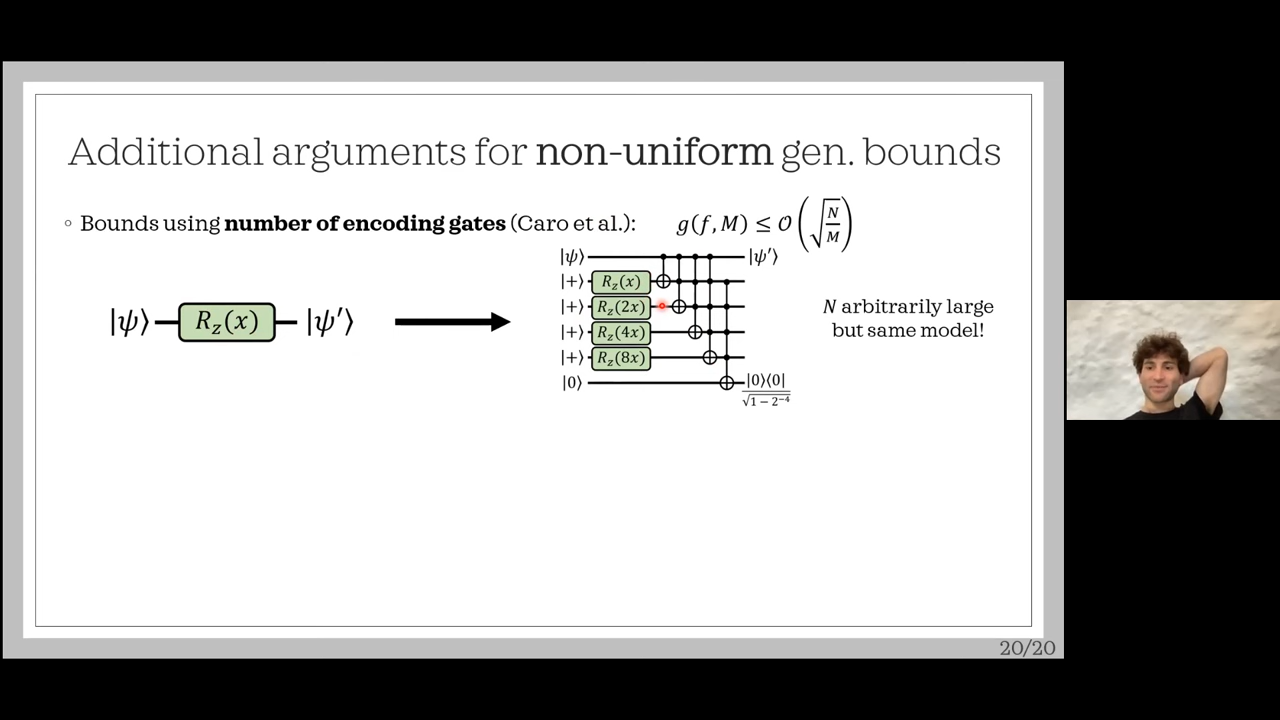 Additional arguments for non-uniform gen. bounds
◦ Bounds using number of encoding gates (Caro et al.): g(f, M) ≤ 𝒪(√(N/M))
|ψ⟩ R_z(x) |ψ'⟩
|ψ⟩ |ψ'⟩
|+⟩ R_z(x)
|+⟩ R_z(2x)
|+⟩ R_z(4x)
|+⟩ R_z(8x)
|0⟩ |0⟩⟨0| / √(1 − 2^{−4})
N arbitrarily large
but same model!
20/20